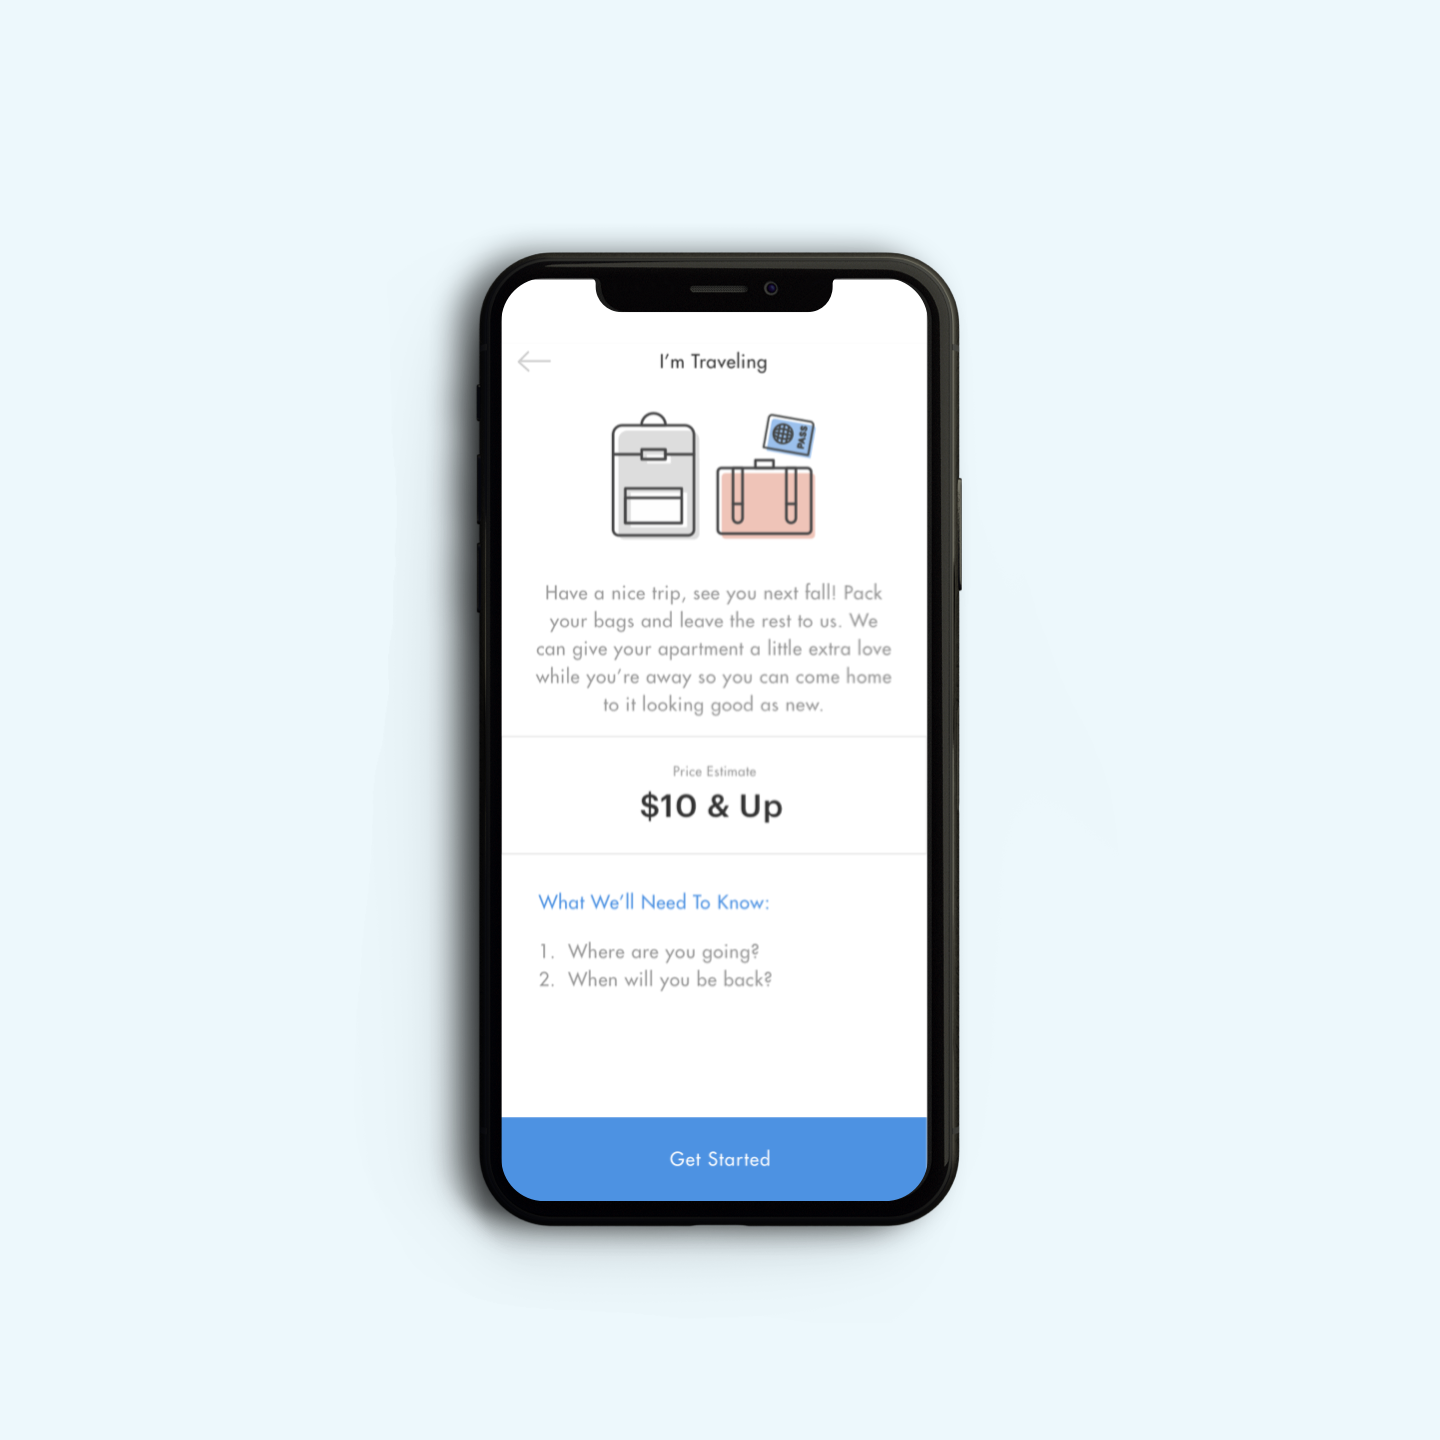 I’m Traveling
PASS
Have a nice trip, see you next fall! Pack
your bags and leave the rest to us. We
can give your apartment a little extra love
while you’re away so you can come home
to it looking good as new.
Price Estimate
$10 & Up
What We’ll Need To Know:
1. Where are you going?
2. When will you be back?
Get Started